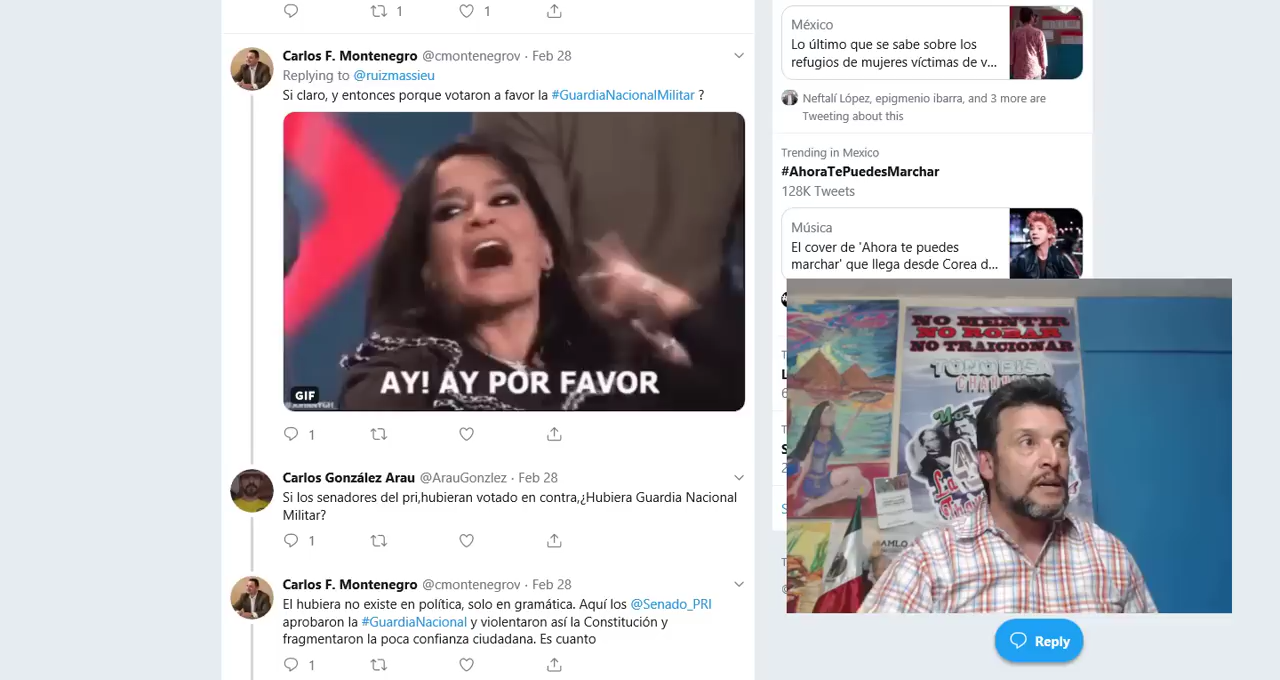 1
1
Carlos F. Montenegro @cmontenegrov · Feb 28
Replying to @ruizmassieu
Si claro, y entonces porque votaron a favor la #GuardiaNacionalMilitar ?
AY! AY POR FAVOR
GIF
1
Carlos González Arau @ArauGonzlez · Feb 28
Si los senadores del pri,hubieran votado en contra,¿Hubiera Guardia Nacional
Militar?
1
Carlos F. Montenegro @cmontenegrov · Feb 28
El hubiera no existe en política, solo en gramática. Aquí los @Senado_PRI
aprobaron la #GuardiaNacional y violentaron así la Constitución y
fragmentaron la poca confianza ciudadana. Es cuanto
1
México
Lo último que se sabe sobre los
refugios de mujeres víctimas de v...
Neftalí López, epigmenio ibarra, and 3 more are
Tweeting about this
Trending in Mexico
#AhoraTePuedesMarchar
128K Tweets
Música
El cover de 'Ahora te puedes
marchar' que llega desde Corea d...
NO MENTIR
NO ROBAR
NO TRAICIONAR
AMLO
Reply